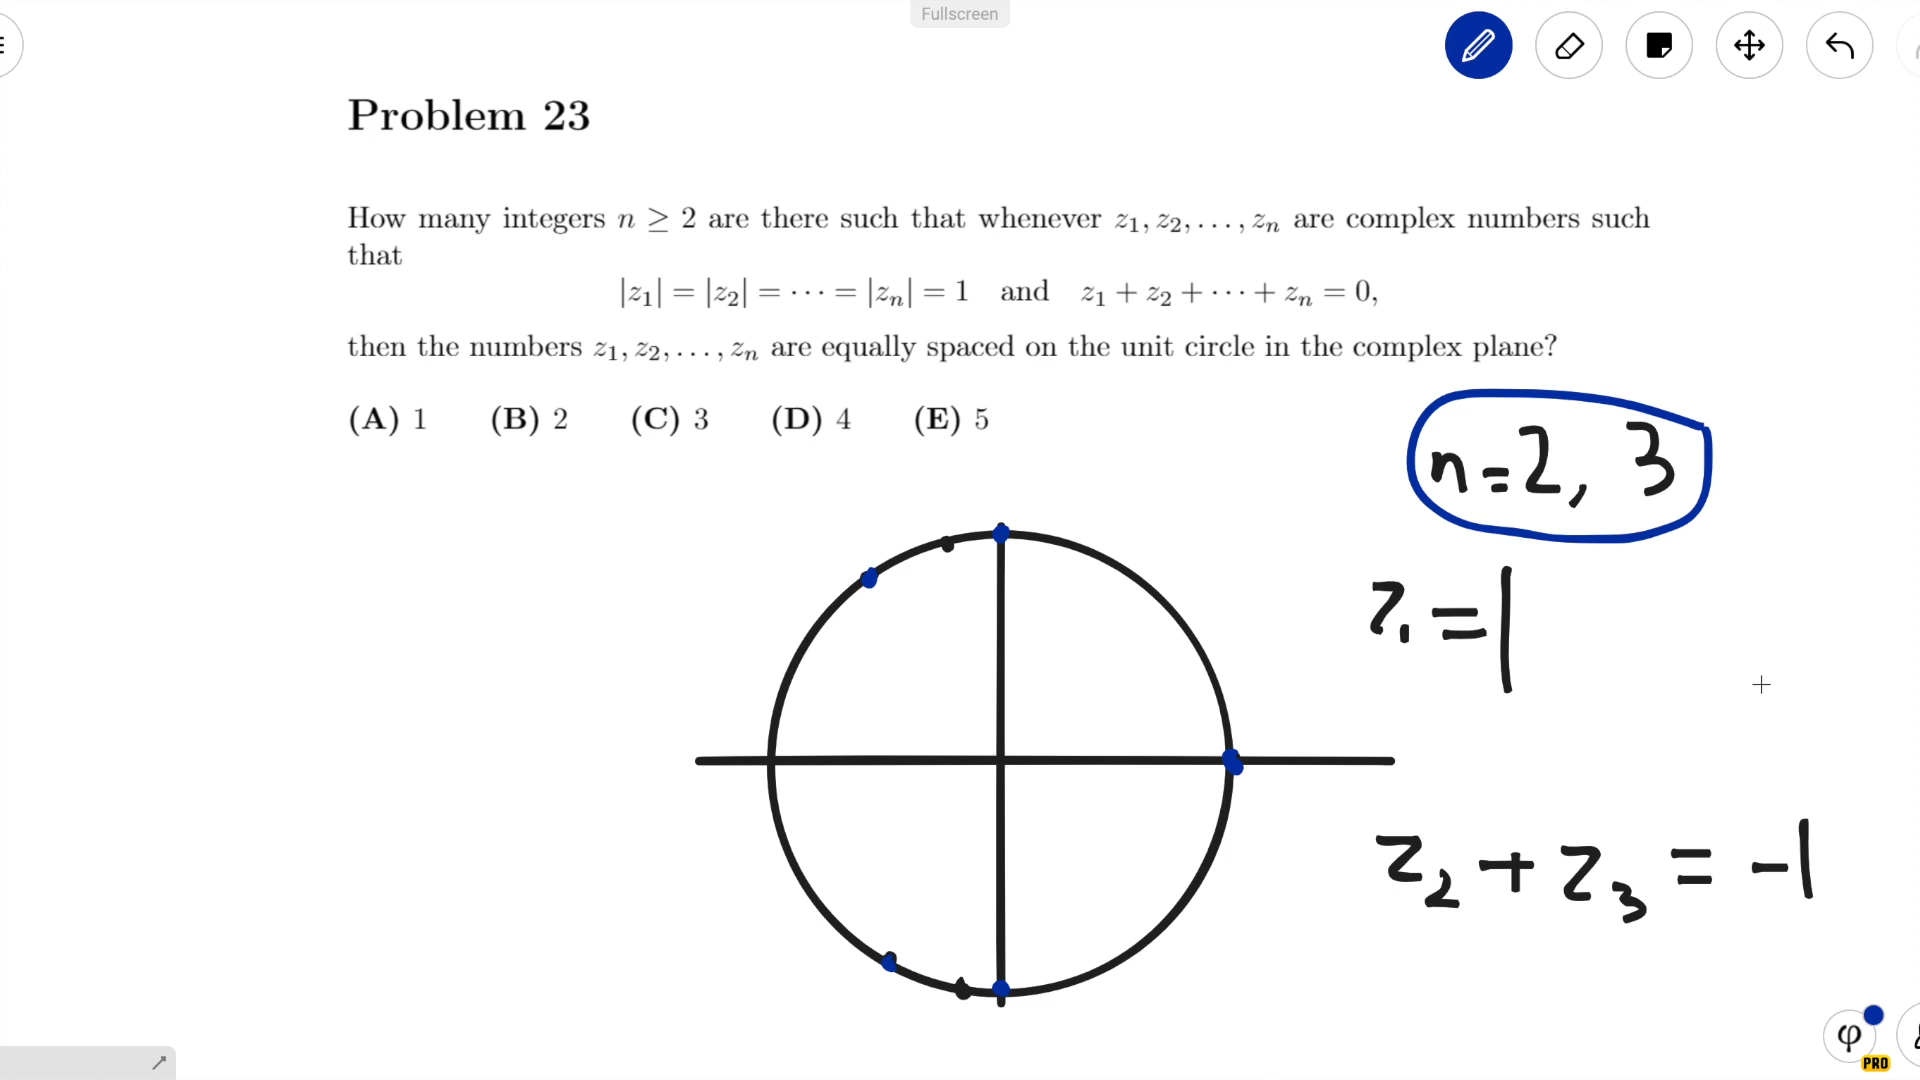 Fullscreen
Problem 23
How many integers n ≥ 2 are there such that whenever z₁, z₂, . . . , zₙ are complex numbers such
that
|z₁| = |z₂| = · · · = |zₙ| = 1 and z₁ + z₂ + · · · + zₙ = 0,
then the numbers z₁, z₂, . . . , zₙ are equally spaced on the unit circle in the complex plane?
(A) 1 (B) 2 (C) 3 (D) 4 (E) 5
n = 2, 3
z₁ = 1
z₂ + z₃ = -1
φ
PRO